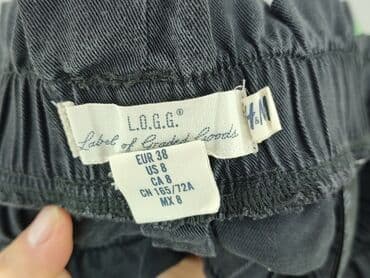 L.O.G.G.®
Label of Graded Goods
H&M
EUR 38
US 8
CA 8
CN 165/72A
MX 8